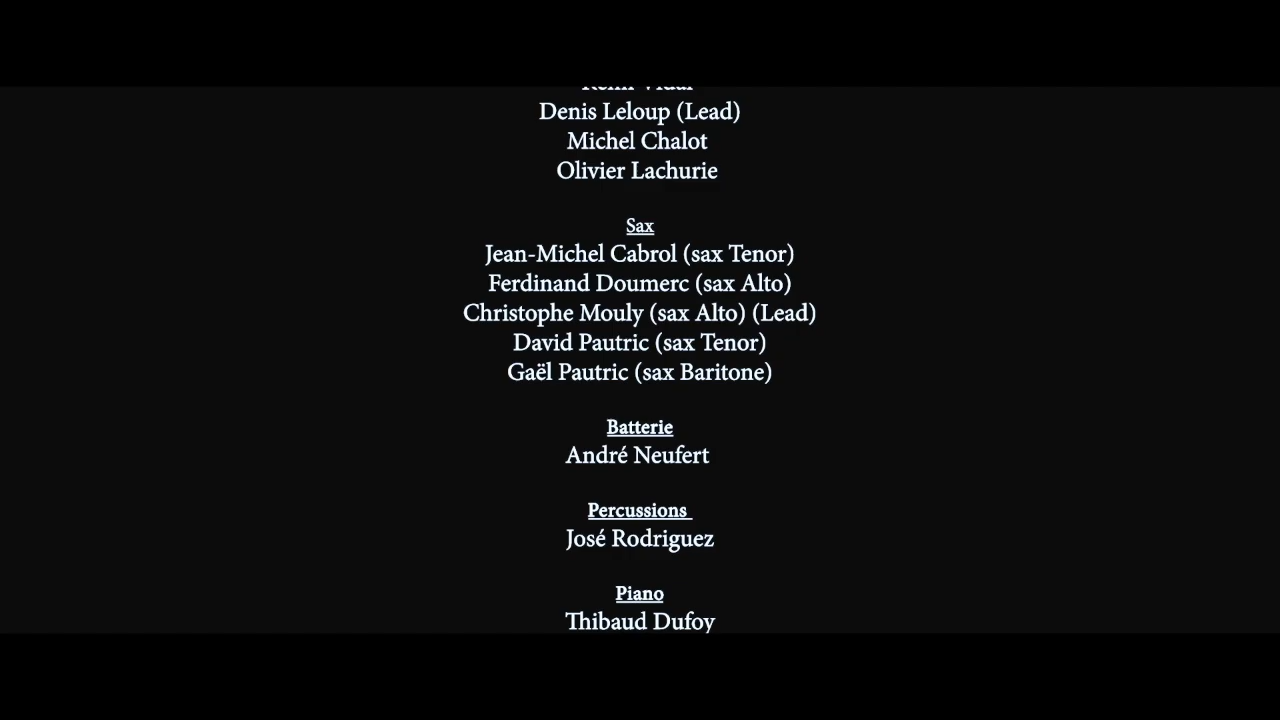 Denis Leloup (Lead)
Michel Chalot
Olivier Lachurie
Sax
Jean-Michel Cabrol (sax Tenor)
Ferdinand Doumerc (sax Alto)
Christophe Mouly (sax Alto) (Lead)
David Pautric (sax Tenor)
Gaël Pautric (sax Baritone)
Batterie
André Neufert
Percussions
José Rodriguez
Piano
Thibaud Dufoy